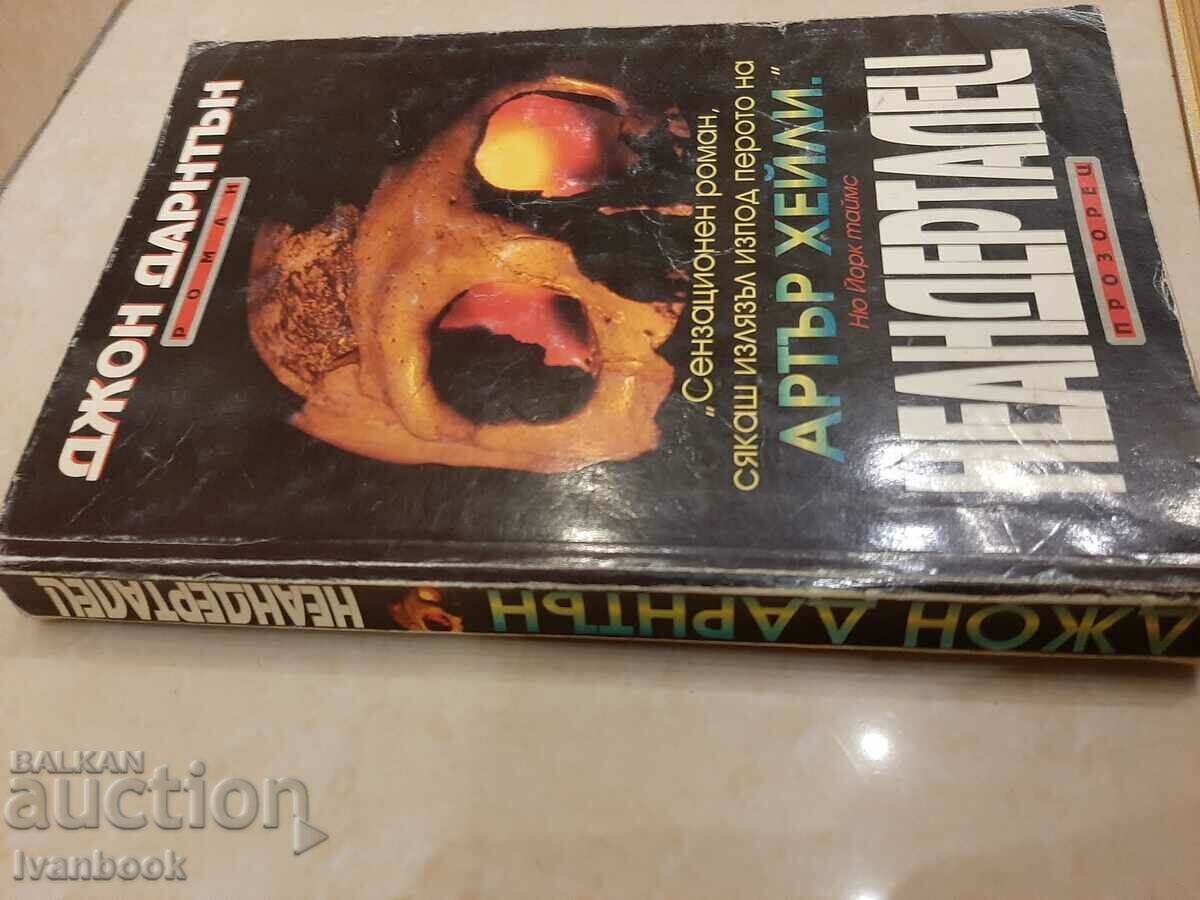 ДЖОН ДАРНТЪН
РОМАН
„Сензационен роман,
сякаш излязъл изпод перото на
АРТЪР ХЕЙЛИ.“
Ню Йорк таймс
НЕАНДЕРТАЛЕЦ
ПРОЗОРЕЦ
ДЖОН ДАРНТЪН
НЕАНДЕРТАЛЕЦ
BALKAN
auction
Ivanbook